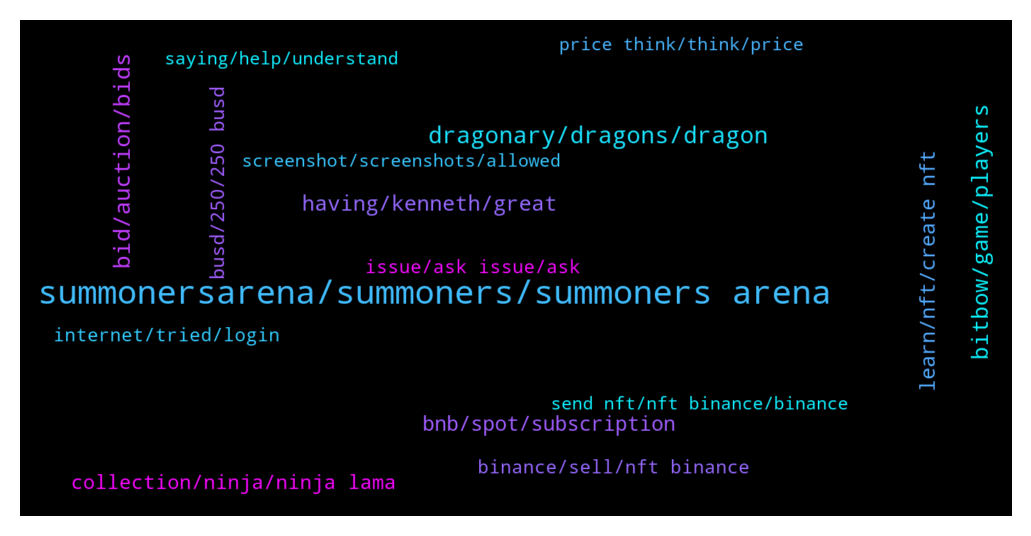 price think/think/price
saying/help/understand
bid/auction/bids
busd/250/250 busd
dragonary/dragons/dragon
screenshot/screenshots/allowed
having/kenneth/great
learn/nft/create nft
bitbow/game/players
issue/ask issue/ask
summonersarena/summoners/summoners arena
internet/tried/login
send nft/nft binance/binance
bnb/spot/subscription
binance/sell/nft binance
collection/ninja/ninja lama